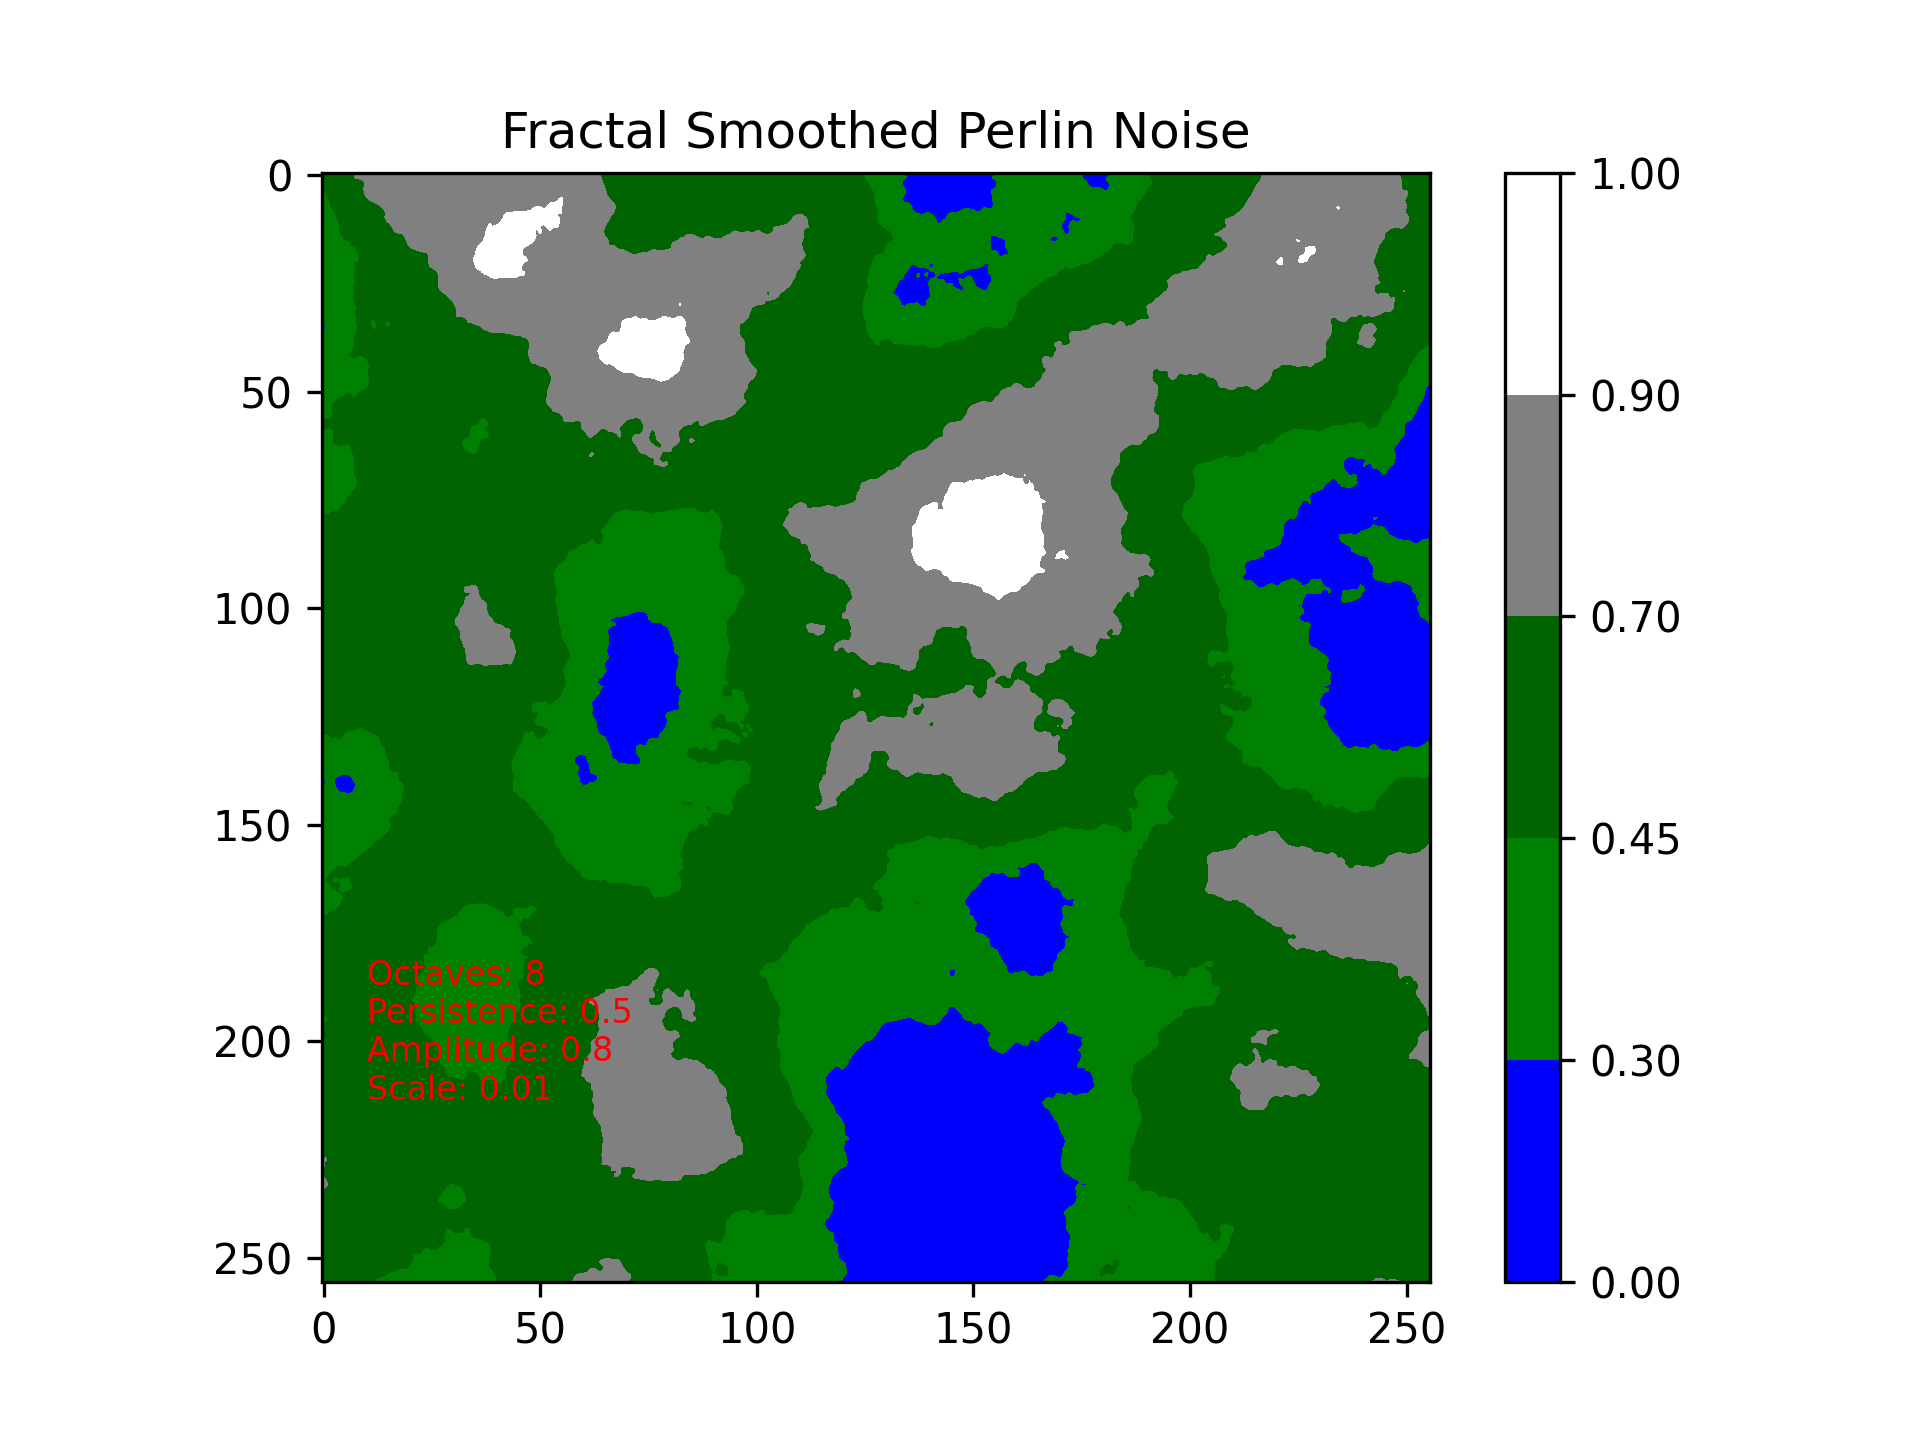 Fractal Smoothed Perlin Noise
0
50
100
150
200
250
Octaves: 8
Persistence: 0.5
Amplitude: 0.8
Scale: 0.01
0 50 100 150 200 250
1.00
0.90
0.70
0.45
0.30
0.00